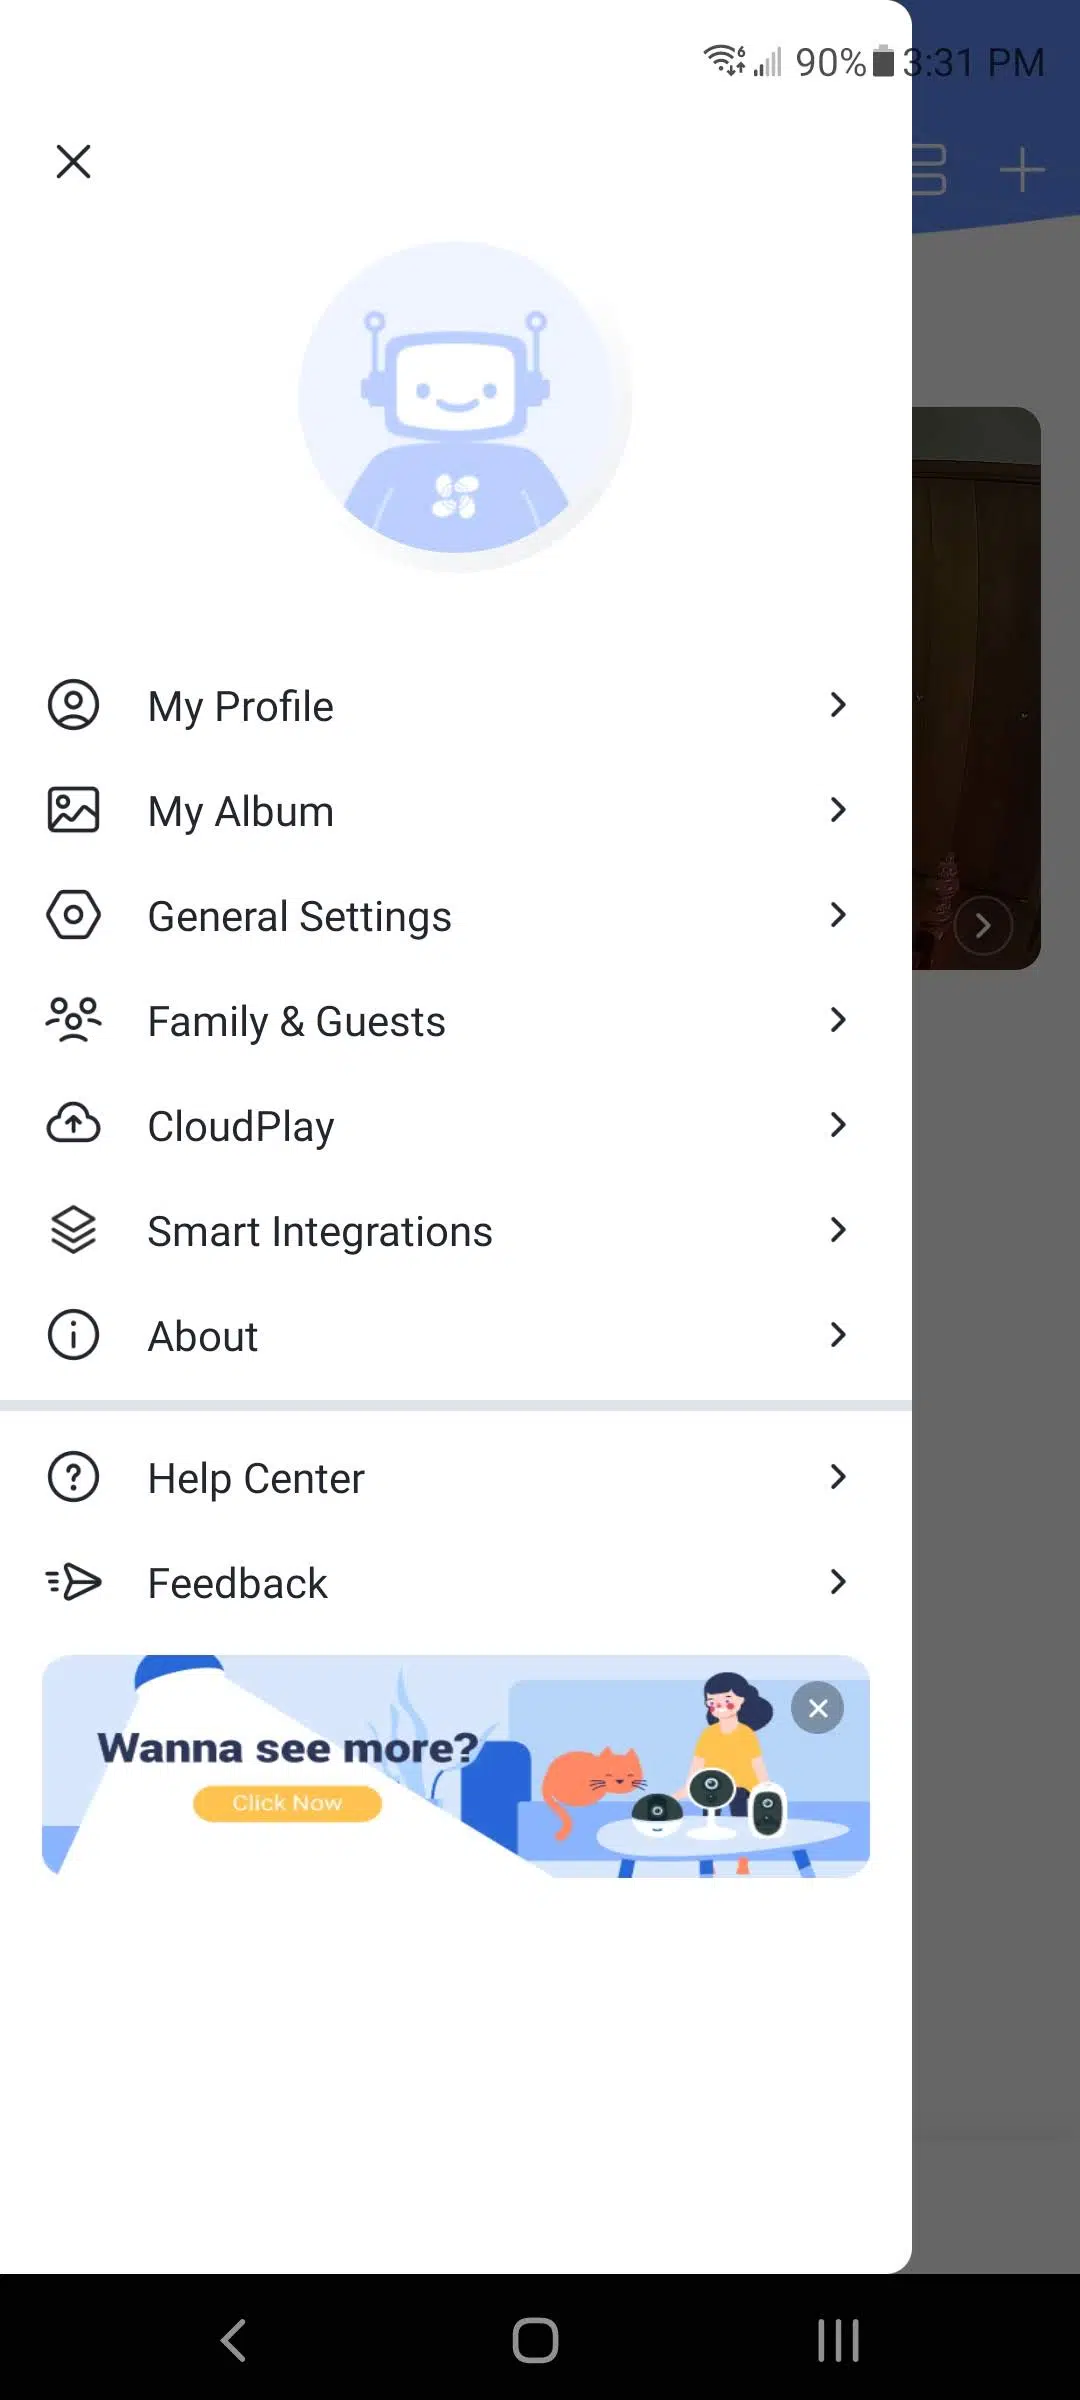 90% 3:31 PM
My Profile
My Album
General Settings
Family & Guests
CloudPlay
Smart Integrations
About
Help Center
Feedback
Wanna see more?
Click Now